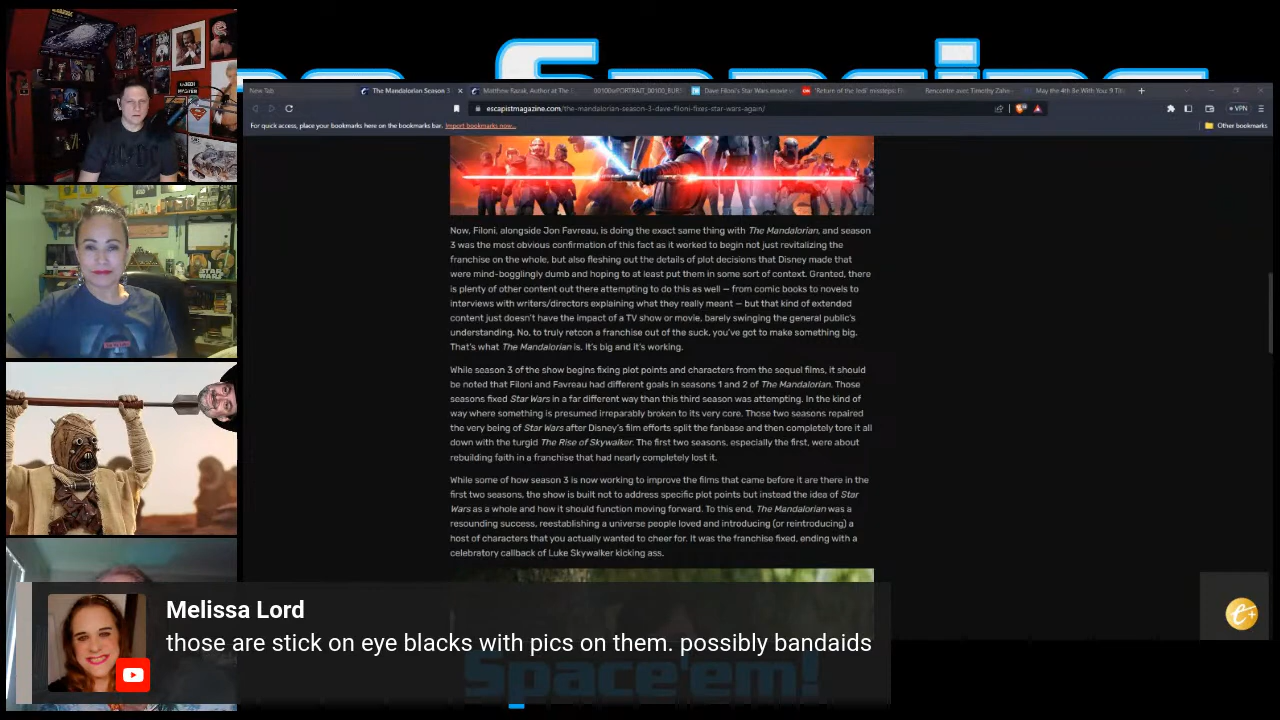 New Tab
The Mandalorian Season 3
Matthew Razak, Author at The
Dave Filoni's Star Wars movie
Rencontre avec Timothy Zahn
May the 4th Be With You: 9
escapistmagazine.com/the-mandalorian-season-3-dave-filoni-fixes-star-wars-again/
VPN
For quick access, place your bookmarks here on the bookmarks bar. Import bookmarks now...
Other bookmarks
Now, Filoni, alongside Jon Favreau, is doing the exact same thing with The Mandalorian, and season
3 was the most obvious confirmation of this fact as it worked to begin not just revitalizing the
franchise on the whole, but also fleshing out the details of plot decisions that Disney made that
were mind-bogglingly dumb and hoping to at least put them in some sort of context. Granted, there
is plenty of other content out there attempting to do this as well — from comic books to novels to
interviews with writers/directors explaining what they really meant — but that kind of extended
content just doesn't have the impact of a TV show or movie, barely swinging the general public's
understanding. No, to truly retcon a franchise out of the suck, you've got to make something big.
That's what The Mandalorian is. It's big and it's working.
While season 3 of the show begins fixing plot points and characters from the sequel films, it should
be noted that Filoni and Favreau had different goals in seasons 1 and 2 of The Mandalorian. Those
seasons fixed Star Wars in a far different way than this third season was attempting. In the kind of
way where something is presumed irreparably broken to its very core. Those two seasons repaired
the very being of Star Wars after Disney's film efforts split the fanbase and then completely tore it all
down with the turgid The Rise of Skywalker. The first two seasons, especially the first, were about
rebuilding faith in a franchise that had nearly completely lost it.
While some of how season 3 is now working to improve the films that came before it are there in the
first two seasons, the show is built not to address specific plot points but instead the idea of Star
Wars as a whole and how it should function moving forward. To this end, The Mandalorian was a
resounding success, reestablishing a universe people loved and introducing (or reintroducing) a
host of characters that you actually wanted to cheer for. It was the franchise fixed, ending with a
celebratory callback of Luke Skywalker kicking ass.
e+
Melissa Lord
those are stick on eye blacks with pics on them. possibly bandaids
Space'em!